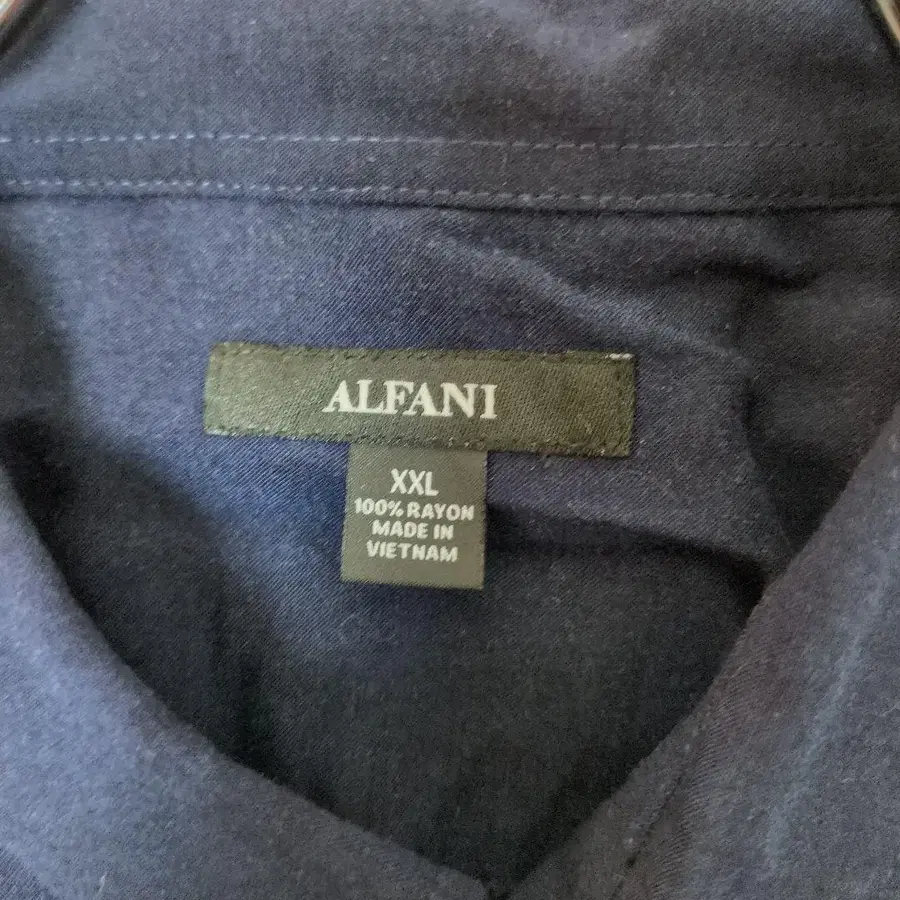 ALFANI
XXL
100% RAYON
MADE IN
VIETNAM